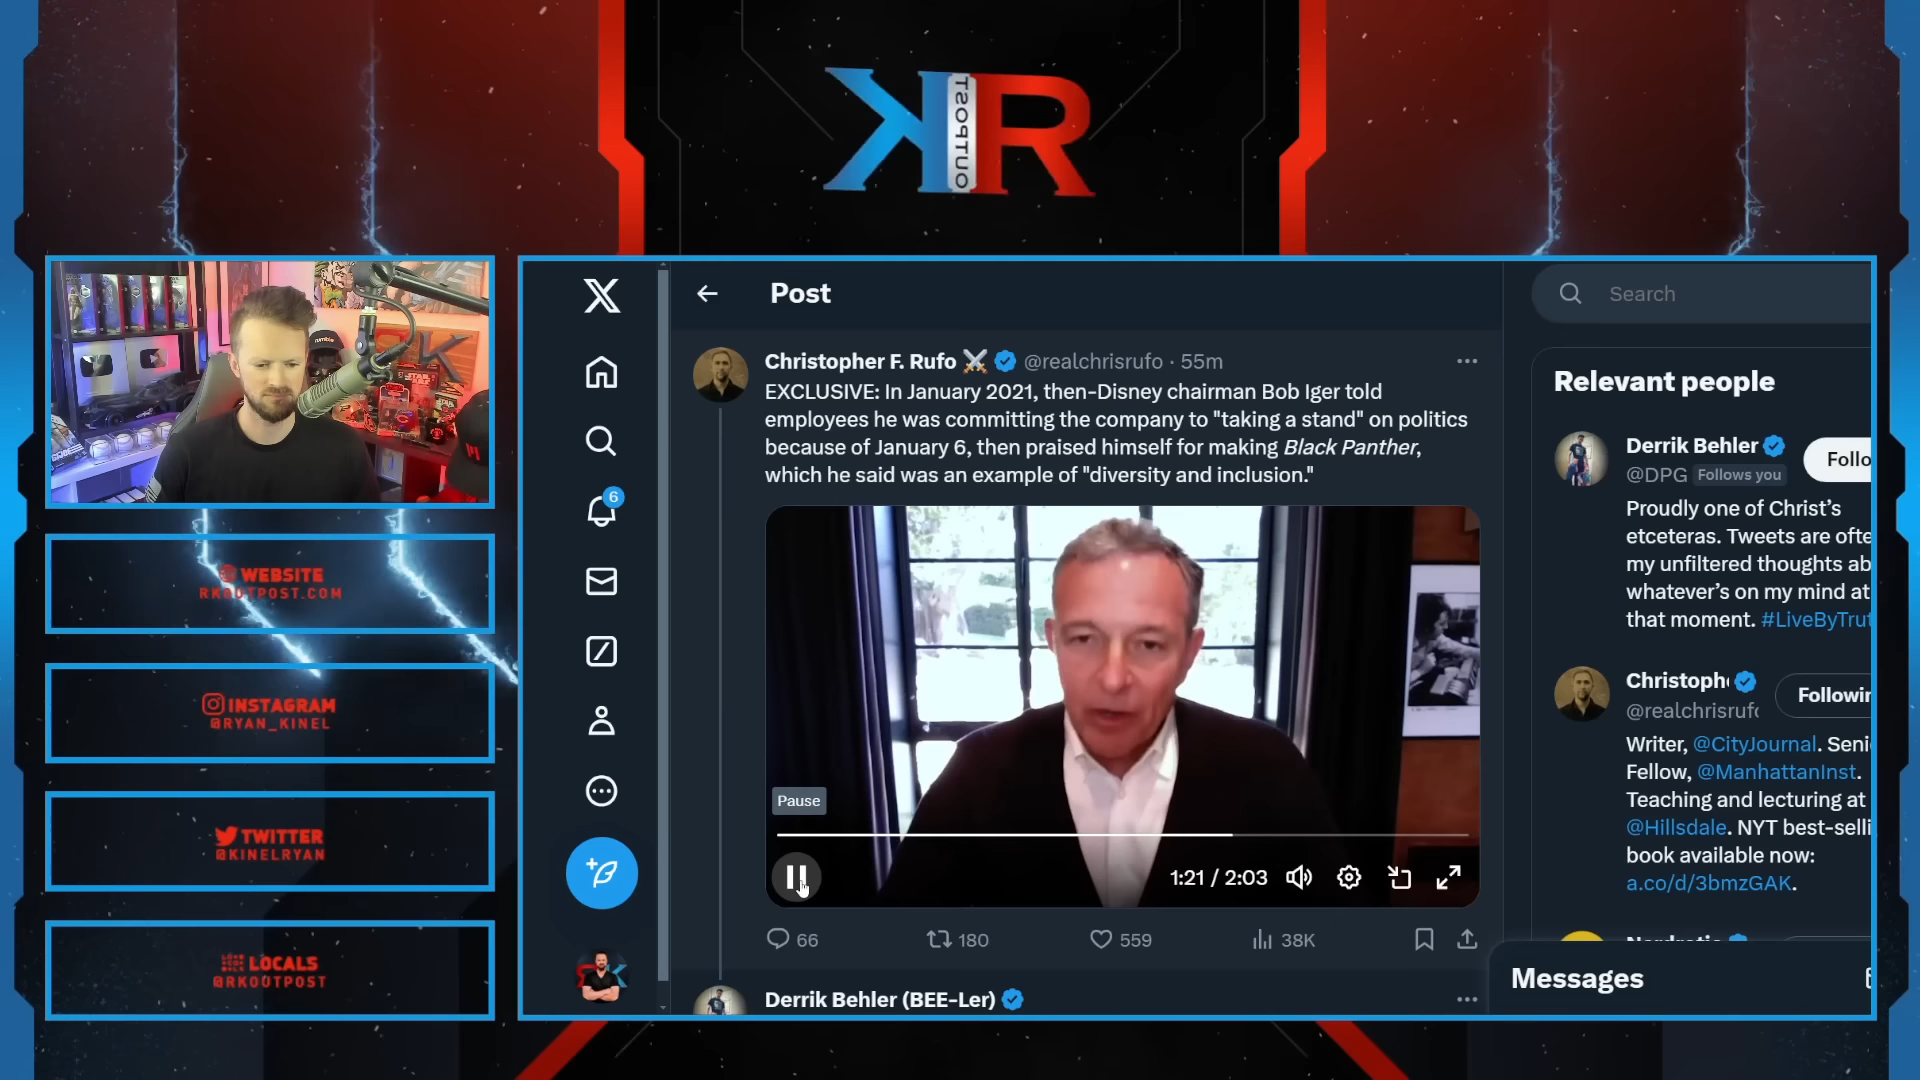 KR
OUTPOST
WEBSITE
RKOUTPOST.COM
INSTAGRAM
@RYAN_KINEL
TWITTER
@KINELRYAN
LOCALS
@RKOUTPOST
6
Post
Christopher F. Rufo @realchrisrufo · 55m
EXCLUSIVE: In January 2021, then-Disney chairman Bob Iger told
employees he was committing the company to "taking a stand" on politics
because of January 6, then praised himself for making Black Panther,
which he said was an example of "diversity and inclusion."
Pause
1:21 / 2:03
66 180 559 38K
Derrik Behler (BEE-Ler)
Search
Relevant people
Derrik Behler
@DPG Follows you
Follo
Proudly one of Christ's
etceteras. Tweets are ofte
my unfiltered thoughts ab
whatever's on my mind at
that moment. #LiveByTrut
Christoph
@realchrisrufo
Followin
Writer, @CityJournal. Seni
Fellow, @ManhattanInst.
Teaching and lecturing at
@Hillsdale. NYT best-selli
book available now:
a.co/d/3bmzGAK.
Messages